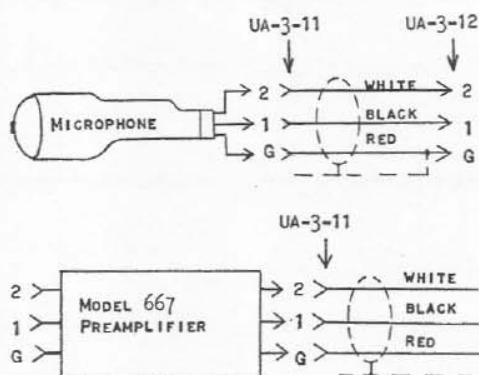 UA-3-11 UA-3-12
2 WHITE 2
MICROPHONE 1 BLACK 1
G RED G
UA-3-11
2 2 WHITE
MODEL 667
1 1 BLACK
PREAMPLIFIER
G G RED